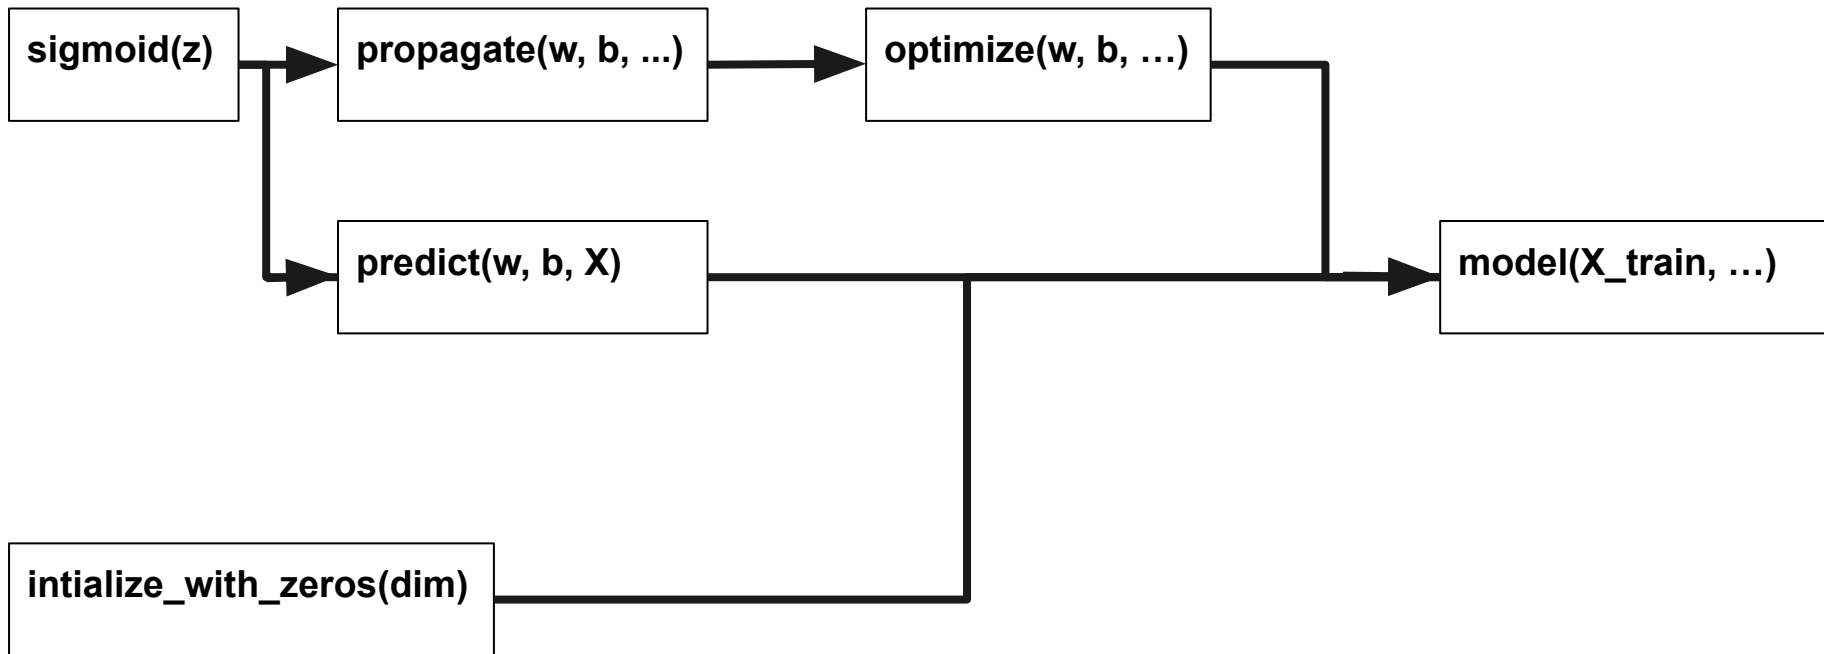 sigmoid(z)
propagate(w, b, ...)
optimize(w, b, …)
predict(w, b, X)
model(X_train, …)
intialize_with_zeros(dim)